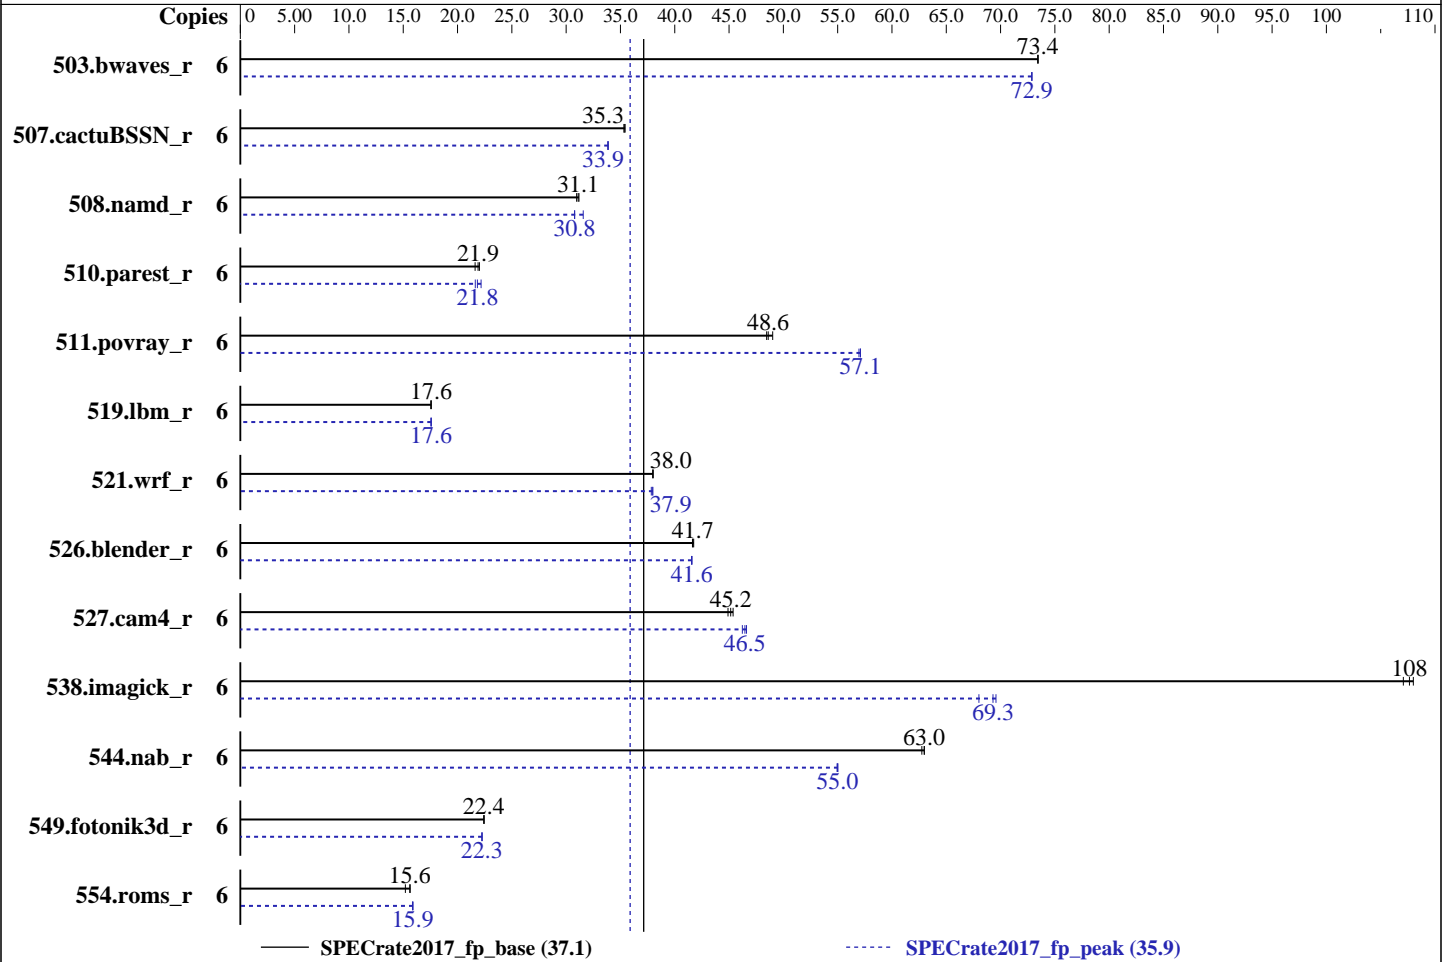 Copies 0 5.00 10.0 15.0 20.0 25.0 30.0 35.0 40.0 45.0 50.0 55.0 60.0 65.0 70.0 75.0 80.0 85.0 90.0 95.0 100 110
73.4
503.bwaves_r 6
72.9
35.3
507.cactuBSSN_r 6
33.9
31.1
508.namd_r 6
30.8
21.9
510.parest_r 6
21.8
48.6
511.povray_r 6
57.1
17.6
519.lbm_r 6
17.6
38.0
521.wrf_r 6
37.9
41.7
526.blender_r 6
41.6
45.2
527.cam4_r 6
46.5
108
538.imagick_r 6
69.3
63.0
544.nab_r 6
55.0
22.4
549.fotonik3d_r 6
22.3
15.6
554.roms_r 6
15.9
SPECrate2017_fp_base (37.1) SPECrate2017_fp_peak (35.9)